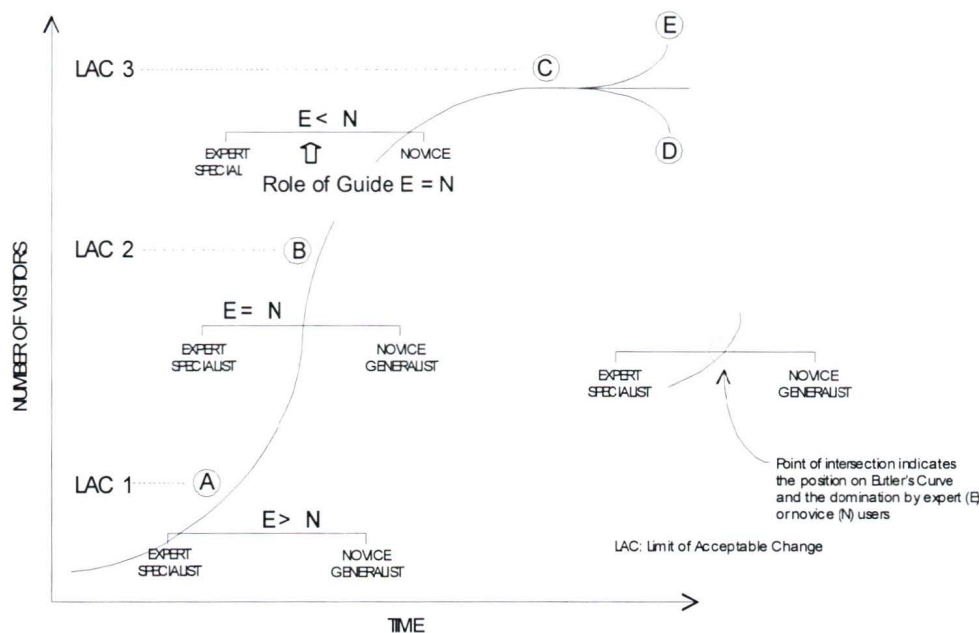 E
LAC 3
C
E < N
EXPERT
SPECIAL
NOVICE
D
Role of Guide E = N
LAC 2
B
NUMBER OF VISTORS
E = N
EXPERT
SPECIALIST
NOVICE
GENERALIST
EXPERT
SPECIALIST
NOVICE
GENERALIST
LAC 1
A
Point of intersection indicates
the position on Butler's Curve
and the domination by expert (E)
or novice (N) users
E > N
EXPERT
SPECIALIST
NOVICE
GENERALIST
LAC: Limit of Acceptable Change
TIME